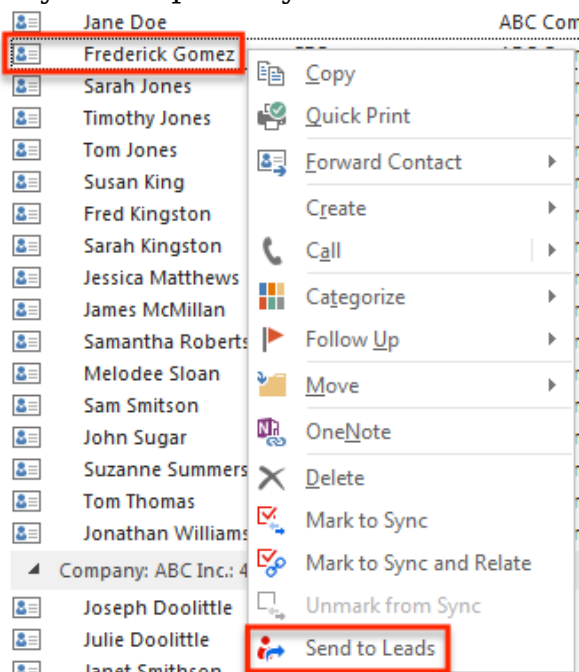 Jane Doe ABC Com
Frederick Gomez
Sarah Jones
Timothy Jones
Tom Jones
Susan King
Fred Kingston
Sarah Kingston
Jessica Matthews
James McMillan
Samantha Roberts
Melodee Sloan
Sam Smitson
John Sugar
Suzanne Summers
Tom Thomas
Jonathan Williams
Company: ABC Inc.: 4
Joseph Doolittle
Julie Doolittle
Janet Smithson
Copy
Quick Print
Forward Contact
Create
Call
Categorize
Follow Up
Move
OneNote
Delete
Mark to Sync
Mark to Sync and Relate
Unmark from Sync
Send to Leads